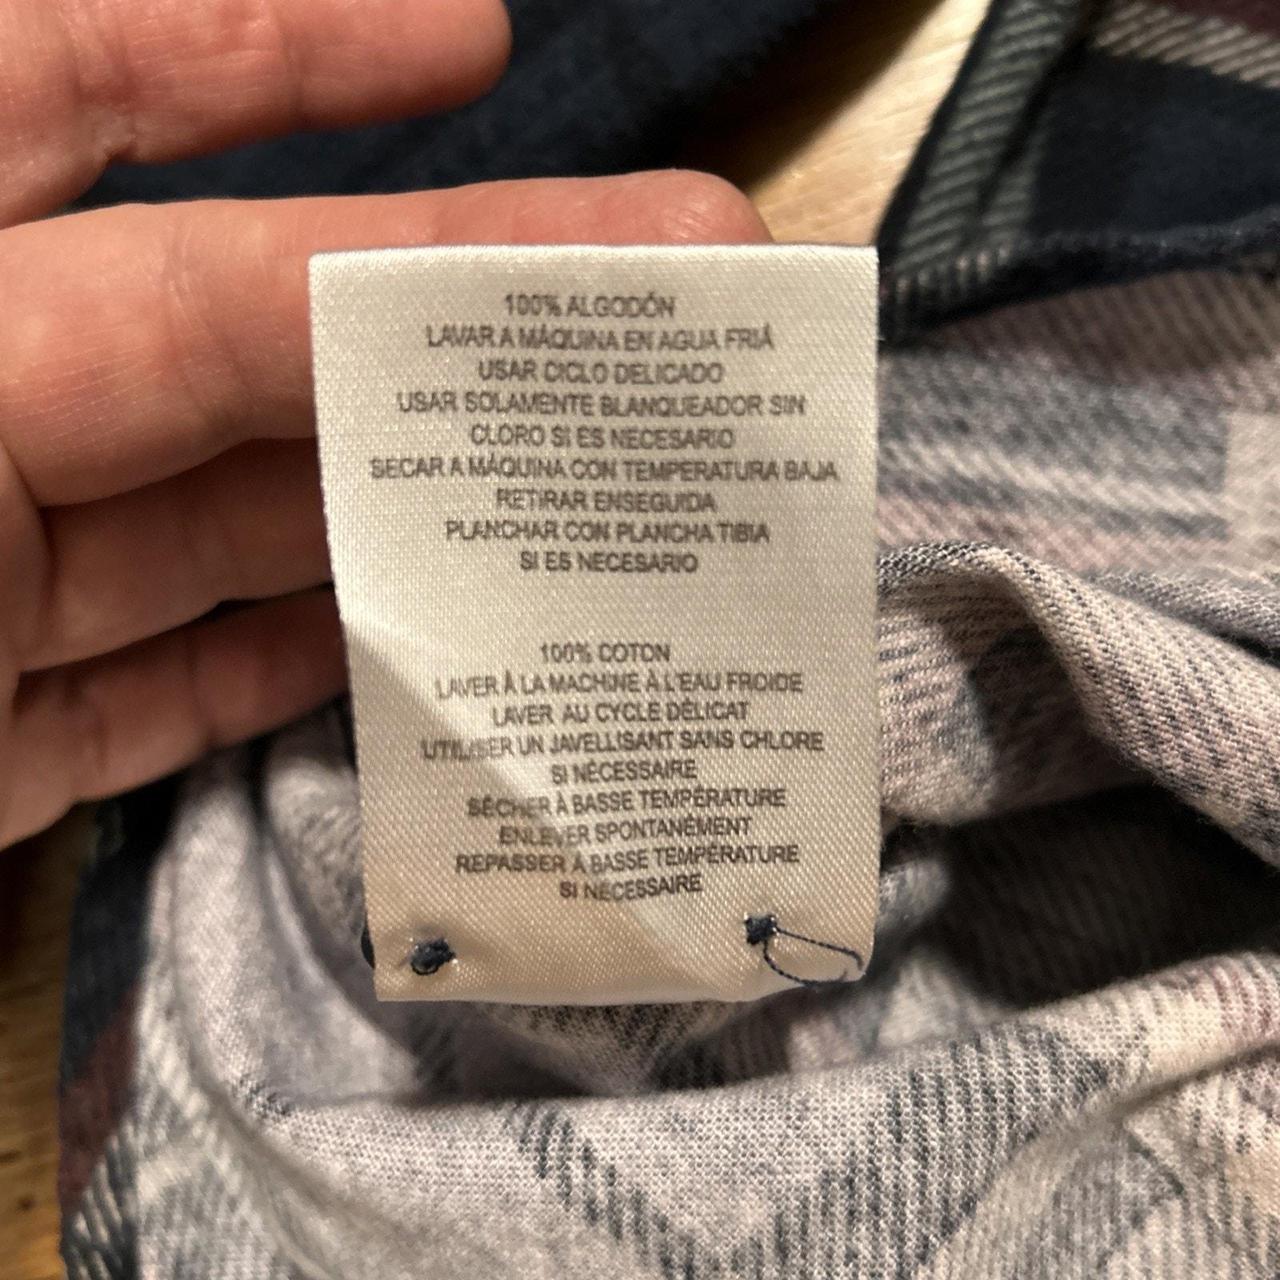 100% ALGODÓN
LAVAR A MÁQUINA EN AGUA FRIÁ
USAR CICLO DELICADO
USAR SOLAMENTE BLANQUEADOR SIN
CLORO SI ES NECESARIO
SECAR A MÁQUINA CON TEMPERATURA BAJA
RETIRAR ENSEGUIDA
PLANCHAR CON PLANCHA TIBIA
SI ES NECESARIO
100% COTON
LAVER À LA MACHINE À L'EAU FROIDE
LAVER AU CYCLE DÉLICAT
UTILISER UN JAVELLISANT SANS CHLORE
SI NÉCESSAIRE
SÉCHER À BASSE TEMPÉRATURE
ENLEVER SPONTANÉMENT
REPASSER À BASSE TEMPÉRATURE
SI NÉCESSAIRE